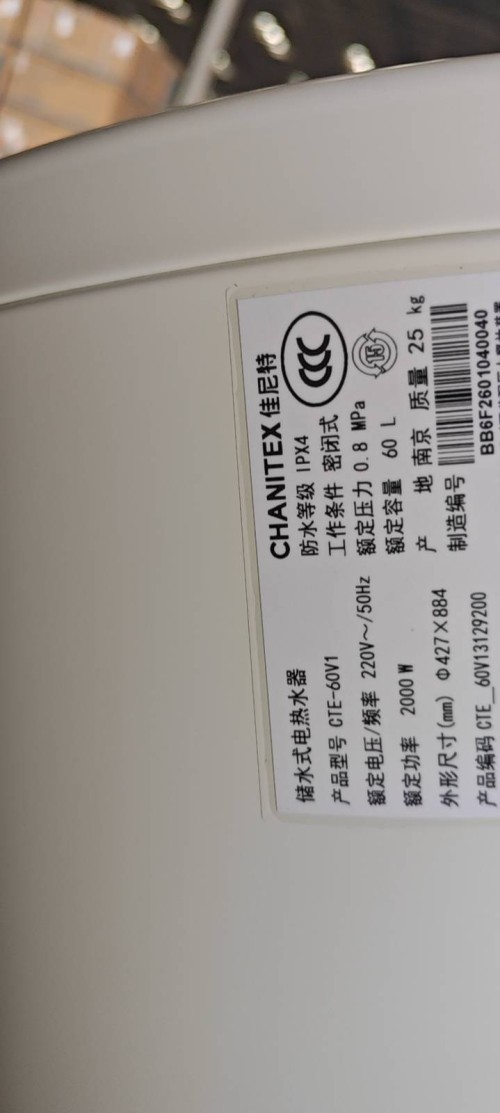 储水式电热水器
产品型号 CTE-60V1
额定电压/频率 220V～/50Hz
额定功率 2000 W
外形尺寸(mm) Φ427×884
产品编码 CTE_60V13129200
CHANITEX 佳尼特
防水等级 IPX4
工作条件 密闭式
额定压力 0.8 MPa
额定容量 60 L
产 地 南京 质量 25 kg
制造编号
BB6F2601040040
CCC
15